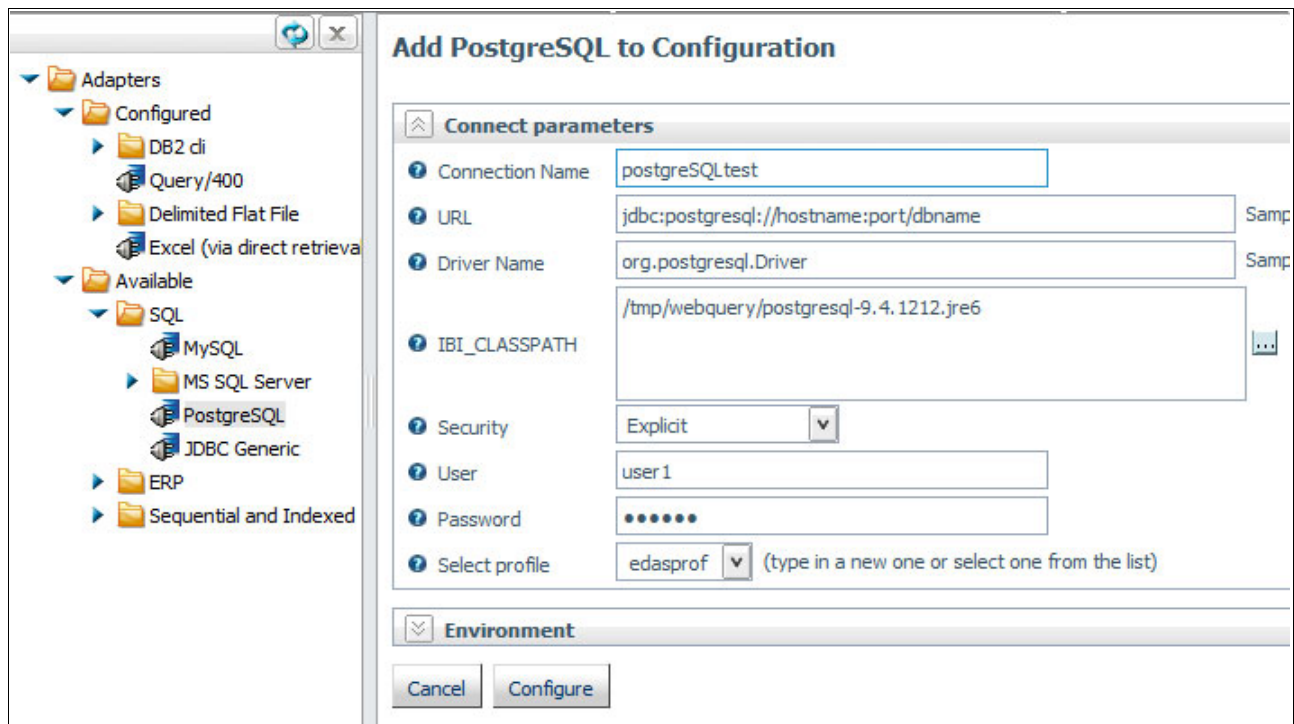 Adapters
Configured
DB2 cli
Query/400
Delimited Flat File
Excel (via direct retrieval
Available
SQL
MySQL
MS SQL Server
PostgreSQL
JDBC Generic
ERP
Sequential and Indexed
Add PostgreSQL to Configuration
Connect parameters
Connection Name postgreSQLtest
URL jdbc:postgresql://hostname:port/dbname Samp
Driver Name org.postgresql.Driver Samp
IBI_CLASSPATH /tmp/webquery/postgresql-9.4.1212.jre6 ...
Security Explicit
User user1
Password ●●●●●●
Select profile edasprof (type in a new one or select one from the list)
Environment
Cancel Configure